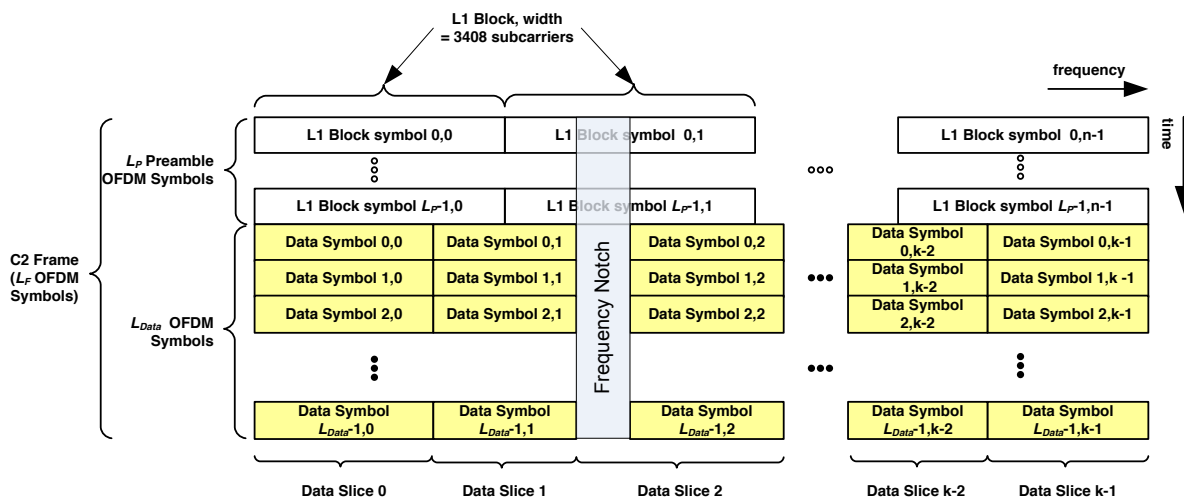 L1 Block, width
= 3408 subcarriers
frequency
time
L1 Block symbol 0,0
L1 Block symbol 0,1
L1 Block symbol 0,n-1
LP Preamble
OFDM Symbols
L1 Block symbol LP-1,0
L1 Block symbol LP-1,1
L1 Block symbol LP-1,n-1
C2 Frame
(LF OFDM
Symbols)
LData OFDM
Symbols
Frequency Notch
Data Symbol 0,0
Data Symbol 0,1
Data Symbol 0,2
Data Symbol
0,k-2
Data Symbol 0,k-1
Data Symbol 1,0
Data Symbol 1,1
Data Symbol 1,2
Data Symbol
1,k-2
Data Symbol 1,k -1
Data Symbol 2,0
Data Symbol 2,1
Data Symbol 2,2
Data Symbol
2,k-2
Data Symbol 2,k-1
Data Symbol
LData-1,0
Data Symbol
LData-1,1
Data Symbol
LData-1,2
Data Symbol
LData-1,k-2
Data Symbol
LData-1,k-1
Data Slice 0
Data Slice 1
Data Slice 2
Data Slice k-2
Data Slice k-1